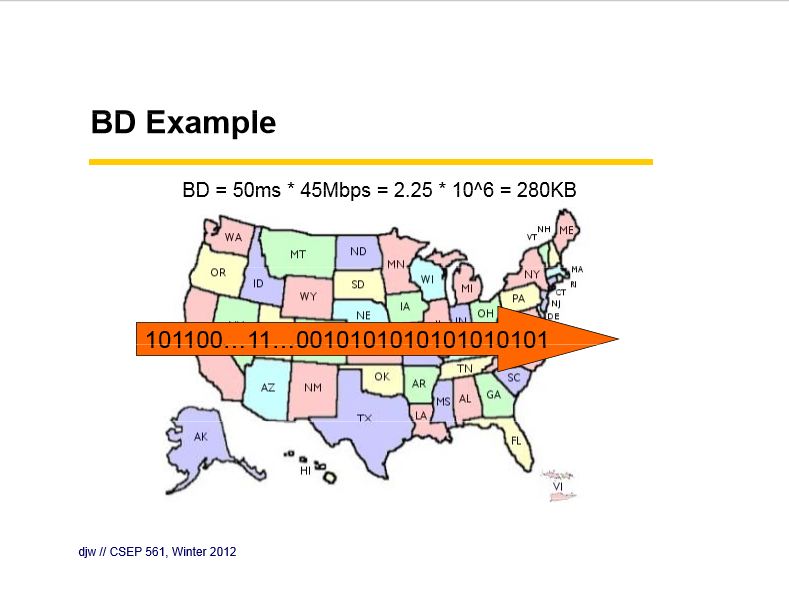 BD Example
BD = 50ms * 45Mbps = 2.25 * 10^6 = 280KB
WA
MT
ND
MN
OR
ID
SD
WI
MI
NY
VT
NH
ME
MA
RI
CT
NJ
DE
WY
NE
IA
IN
OH
PA
101100…11…0010101010101010101
AZ
NM
OK
AR
TN
SC
TX
LA
MS
AL
GA
FL
AK
HI
VI
djw // CSEP 561, Winter 2012